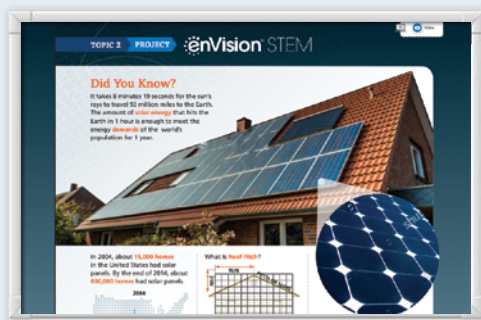 Video
TOPIC 2 PROJECT enVision STEM
Did You Know?
It takes 8 minutes 19 seconds for the sun's
rays to travel 93 million miles to the Earth.
The amount of solar energy that hits the
Earth in 1 hour is enough to meet the
energy demands of the world's
population for 1 year.
In 2004, about 15,000 homes
in the United States had solar
panels. By the end of 2014, about
600,000 homes had solar panels.
2004
What is Roof Pitch?